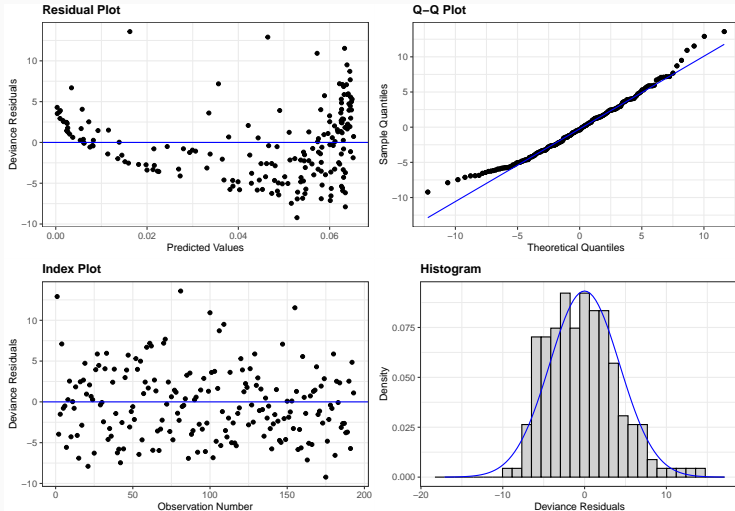 Residual Plot
Deviance Residuals
10
5
0
−5
−10
0.00 0.02 0.04 0.06
Predicted Values
Q−Q Plot
Sample Quantiles
10
5
0
−5
−10
−10 −5 0 5 10
Theoretical Quantiles
Index Plot
Deviance Residuals
10
5
0
−5
−10
0 50 100 150 200
Observation Number
Histogram
Density
0.075
0.050
0.025
0.000
−20 −10 0 10
Deviance Residuals